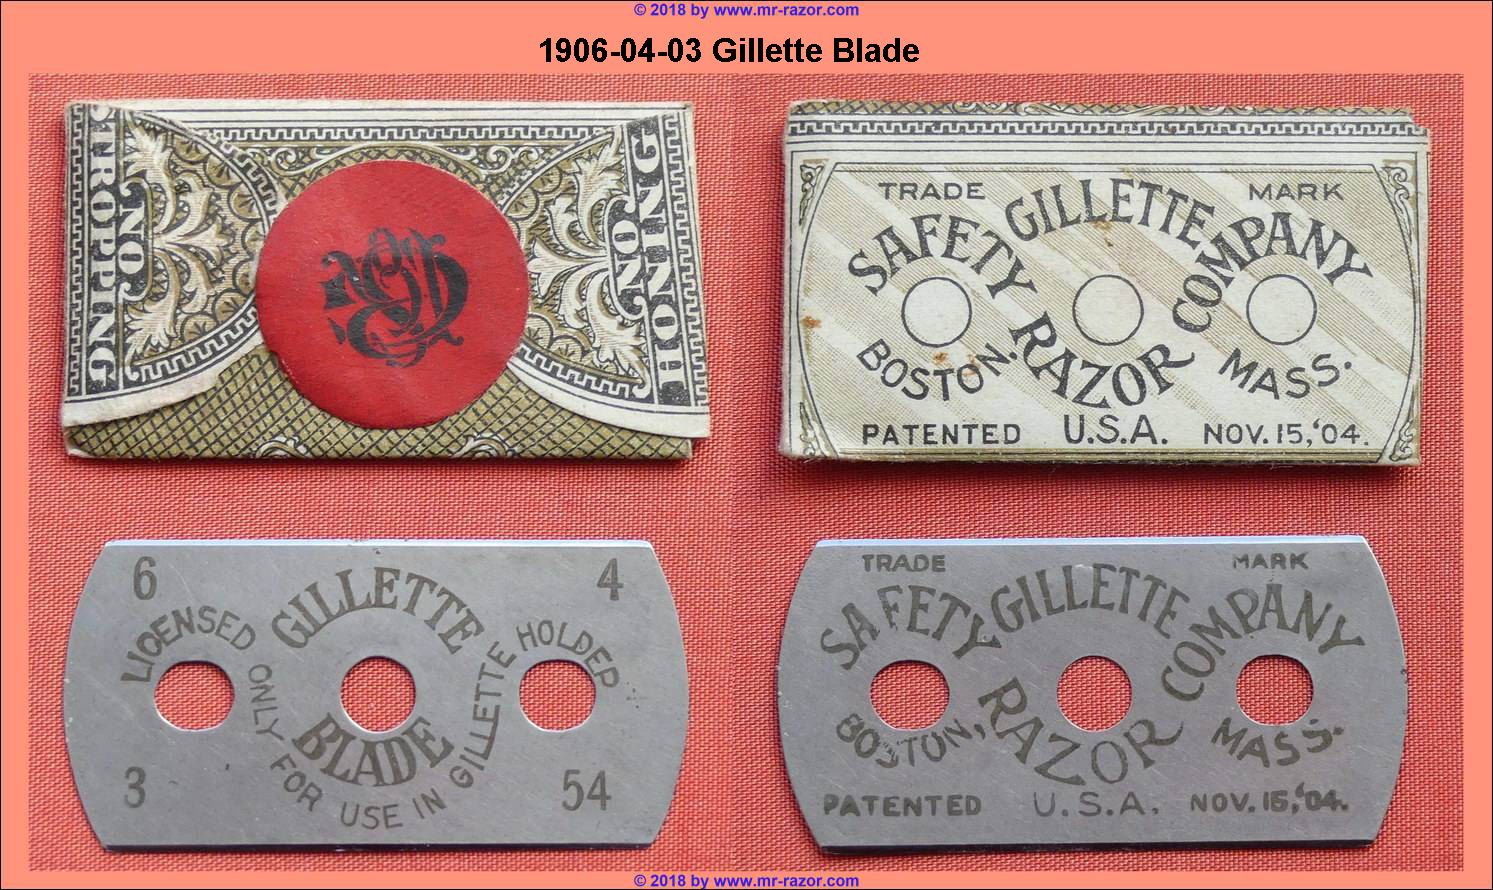 © 2018 by www.mr-razor.com
1906-04-03 Gillette Blade
NO
STROPPING
NO
HONING
TRADE MARK
GILLETTE
SAFETY RAZOR COMPANY
BOSTON. MASS.
PATENTED U.S.A. NOV. 15, '04.
6 4
GILLETTE
BLADE
LICENSED ONLY FOR USE IN GILLETTE HOLDER
3 54
TRADE MARK
GILLETTE
SAFETY RAZOR COMPANY
BOSTON, MASS.
PATENTED U.S.A. NOV. 15, '04.
© 2018 by www.mr-razor.com